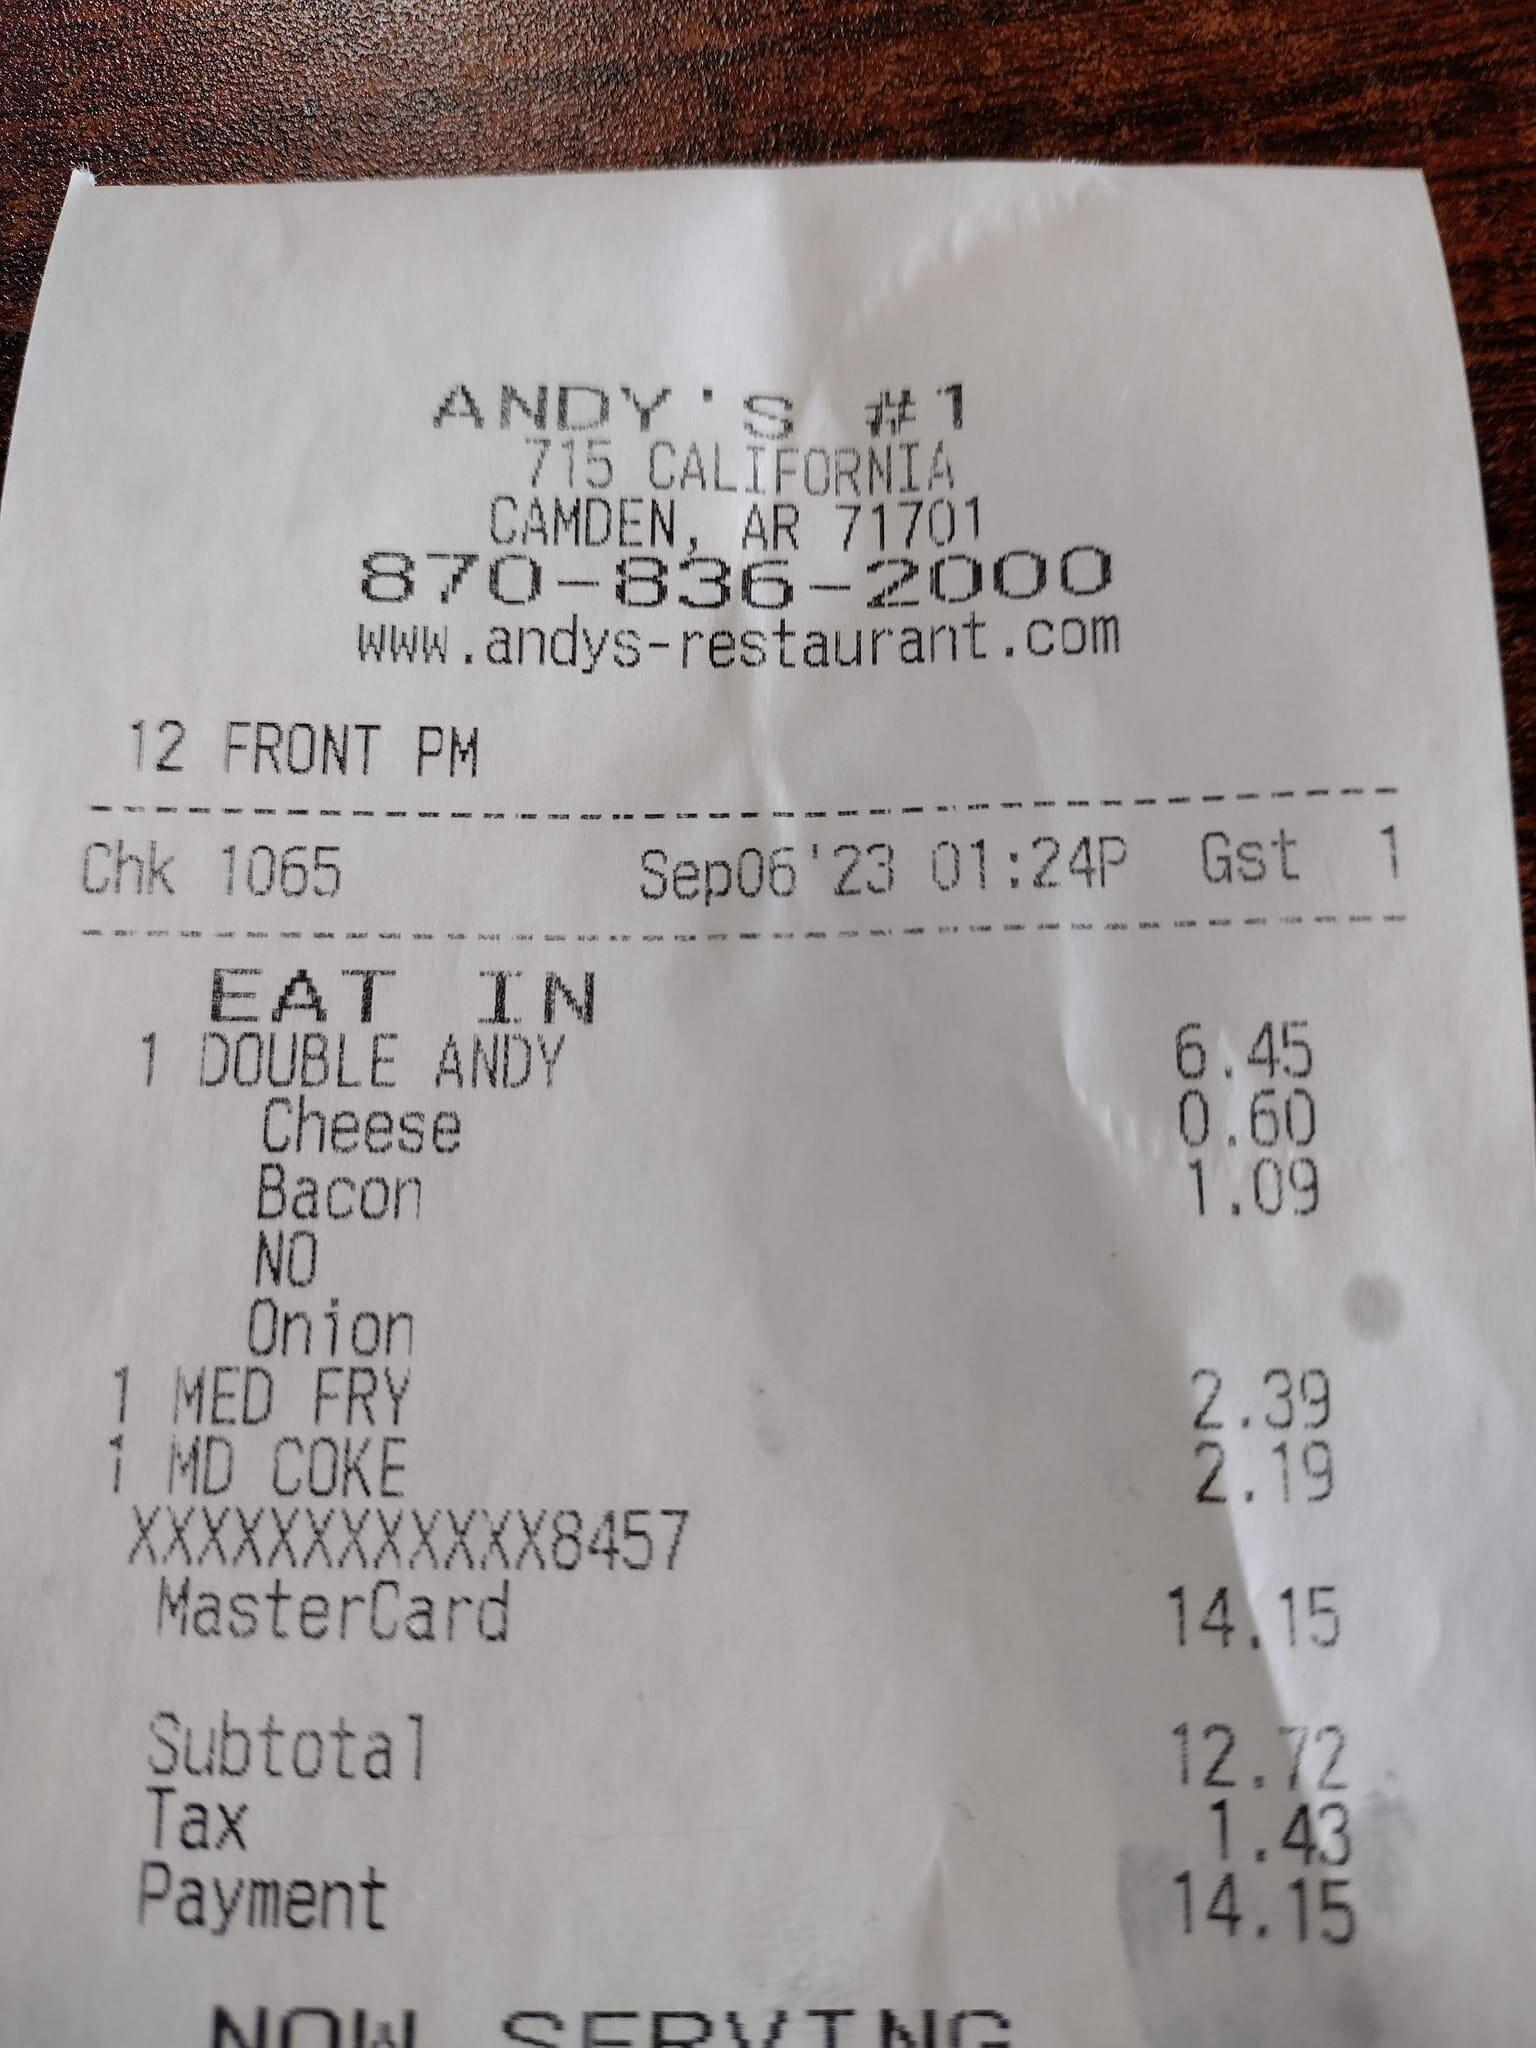 ANDY'S #1
715 CALIFORNIA
CAMDEN, AR 71701
870-836-2000
www.andys-restaurant.com
12 FRONT PM
Chk 1065 Sep06'23 01:24P Gst 1
EAT IN
1 DOUBLE ANDY 6.45
Cheese 0.60
Bacon 1.09
NO
Onion
1 MED FRY 2.39
1 MD COKE 2.19
XXXXXXXXXXXX8457
MasterCard 14.15
Subtotal 12.72
Tax 1.43
Payment 14.15
NOW SERVING